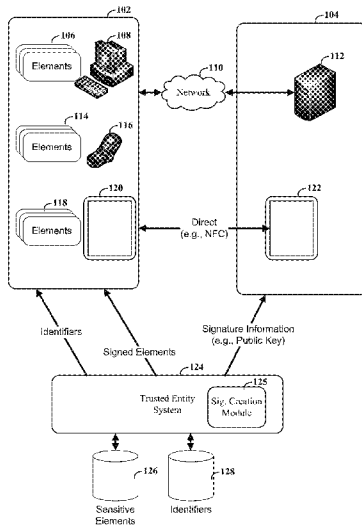 102
104
106
108
Elements
110
112
Network
114
116
Elements
118
120
122
Elements
Direct
(e.g., NFC)
Identifiers
Signed Elements
Signature Information
(e.g., Public Key)
124
125
Trusted Entity
System
Sig. Creation
Module
126
128
Sensitive
Elements
Identifiers